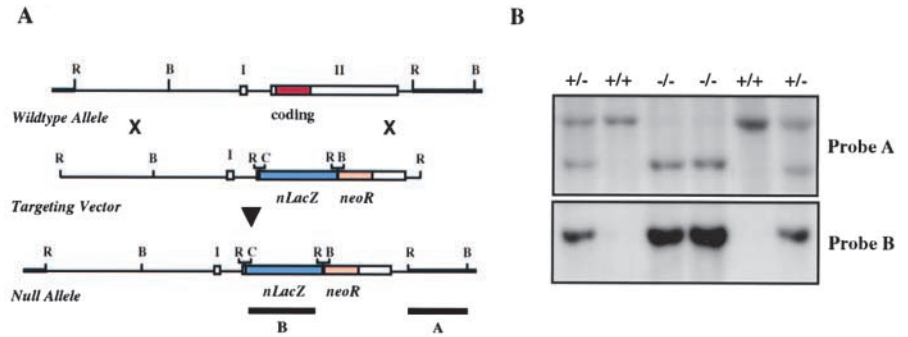 A
B
R B I II R B
coding
Wildtype Allele
X X
R B I R C R B R
nLacZ neoR
Targeting Vector
R B I R C R B R B
nLacZ neoR
Null Allele
B A
+/- +/+ -/- -/- +/+ +/-
Probe A
Probe B